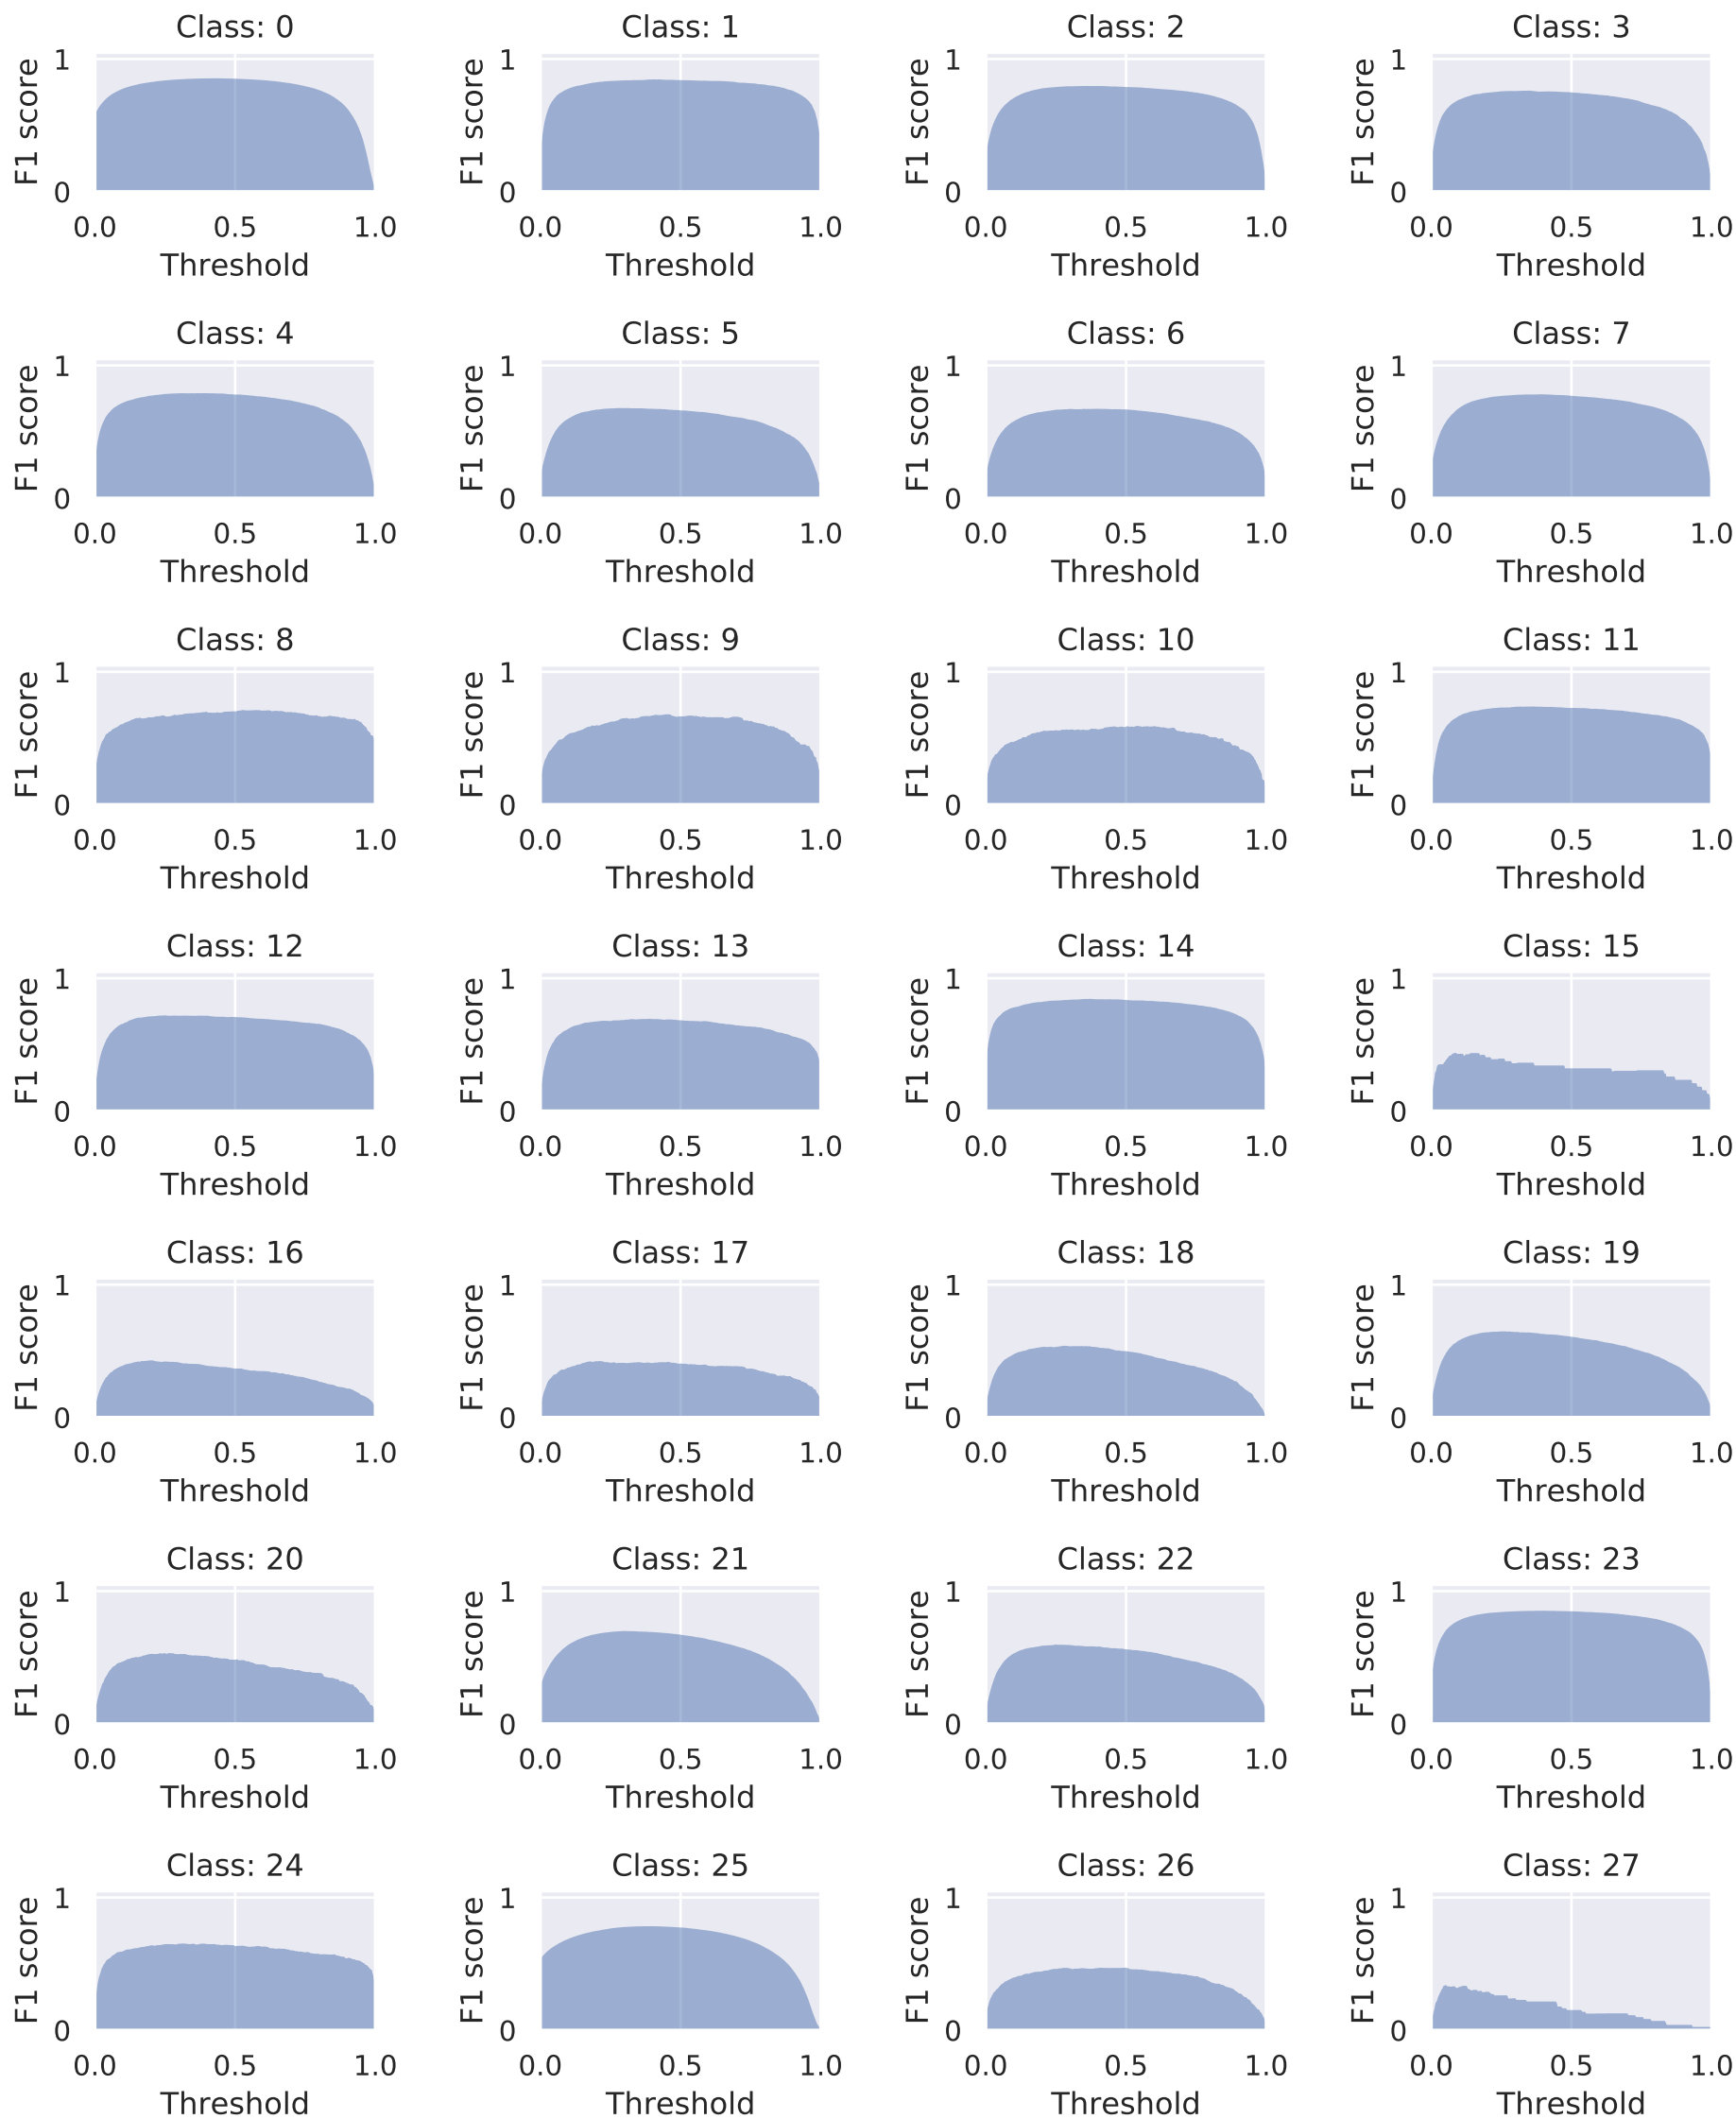 Class: 0 Class: 1 Class: 2 Class: 3
1 1 1 1
F1 score F1 score F1 score F1 score
0 0 0 0
0.0 0.5 1.0 0.0 0.5 1.0 0.0 0.5 1.0 0.0 0.5 1.0
Threshold Threshold Threshold Threshold
Class: 4 Class: 5 Class: 6 Class: 7
1 1 1 1
F1 score F1 score F1 score F1 score
0 0 0 0
0.0 0.5 1.0 0.0 0.5 1.0 0.0 0.5 1.0 0.0 0.5 1.0
Threshold Threshold Threshold Threshold
Class: 8 Class: 9 Class: 10 Class: 11
1 1 1 1
F1 score F1 score F1 score F1 score
0 0 0 0
0.0 0.5 1.0 0.0 0.5 1.0 0.0 0.5 1.0 0.0 0.5 1.0
Threshold Threshold Threshold Threshold
Class: 12 Class: 13 Class: 14 Class: 15
1 1 1 1
F1 score F1 score F1 score F1 score
0 0 0 0
0.0 0.5 1.0 0.0 0.5 1.0 0.0 0.5 1.0 0.0 0.5 1.0
Threshold Threshold Threshold Threshold
Class: 16 Class: 17 Class: 18 Class: 19
1 1 1 1
F1 score F1 score F1 score F1 score
0 0 0 0
0.0 0.5 1.0 0.0 0.5 1.0 0.0 0.5 1.0 0.0 0.5 1.0
Threshold Threshold Threshold Threshold
Class: 20 Class: 21 Class: 22 Class: 23
1 1 1 1
F1 score F1 score F1 score F1 score
0 0 0 0
0.0 0.5 1.0 0.0 0.5 1.0 0.0 0.5 1.0 0.0 0.5 1.0
Threshold Threshold Threshold Threshold
Class: 24 Class: 25 Class: 26 Class: 27
1 1 1 1
F1 score F1 score F1 score F1 score
0 0 0 0
0.0 0.5 1.0 0.0 0.5 1.0 0.0 0.5 1.0 0.0 0.5 1.0
Threshold Threshold Threshold Threshold